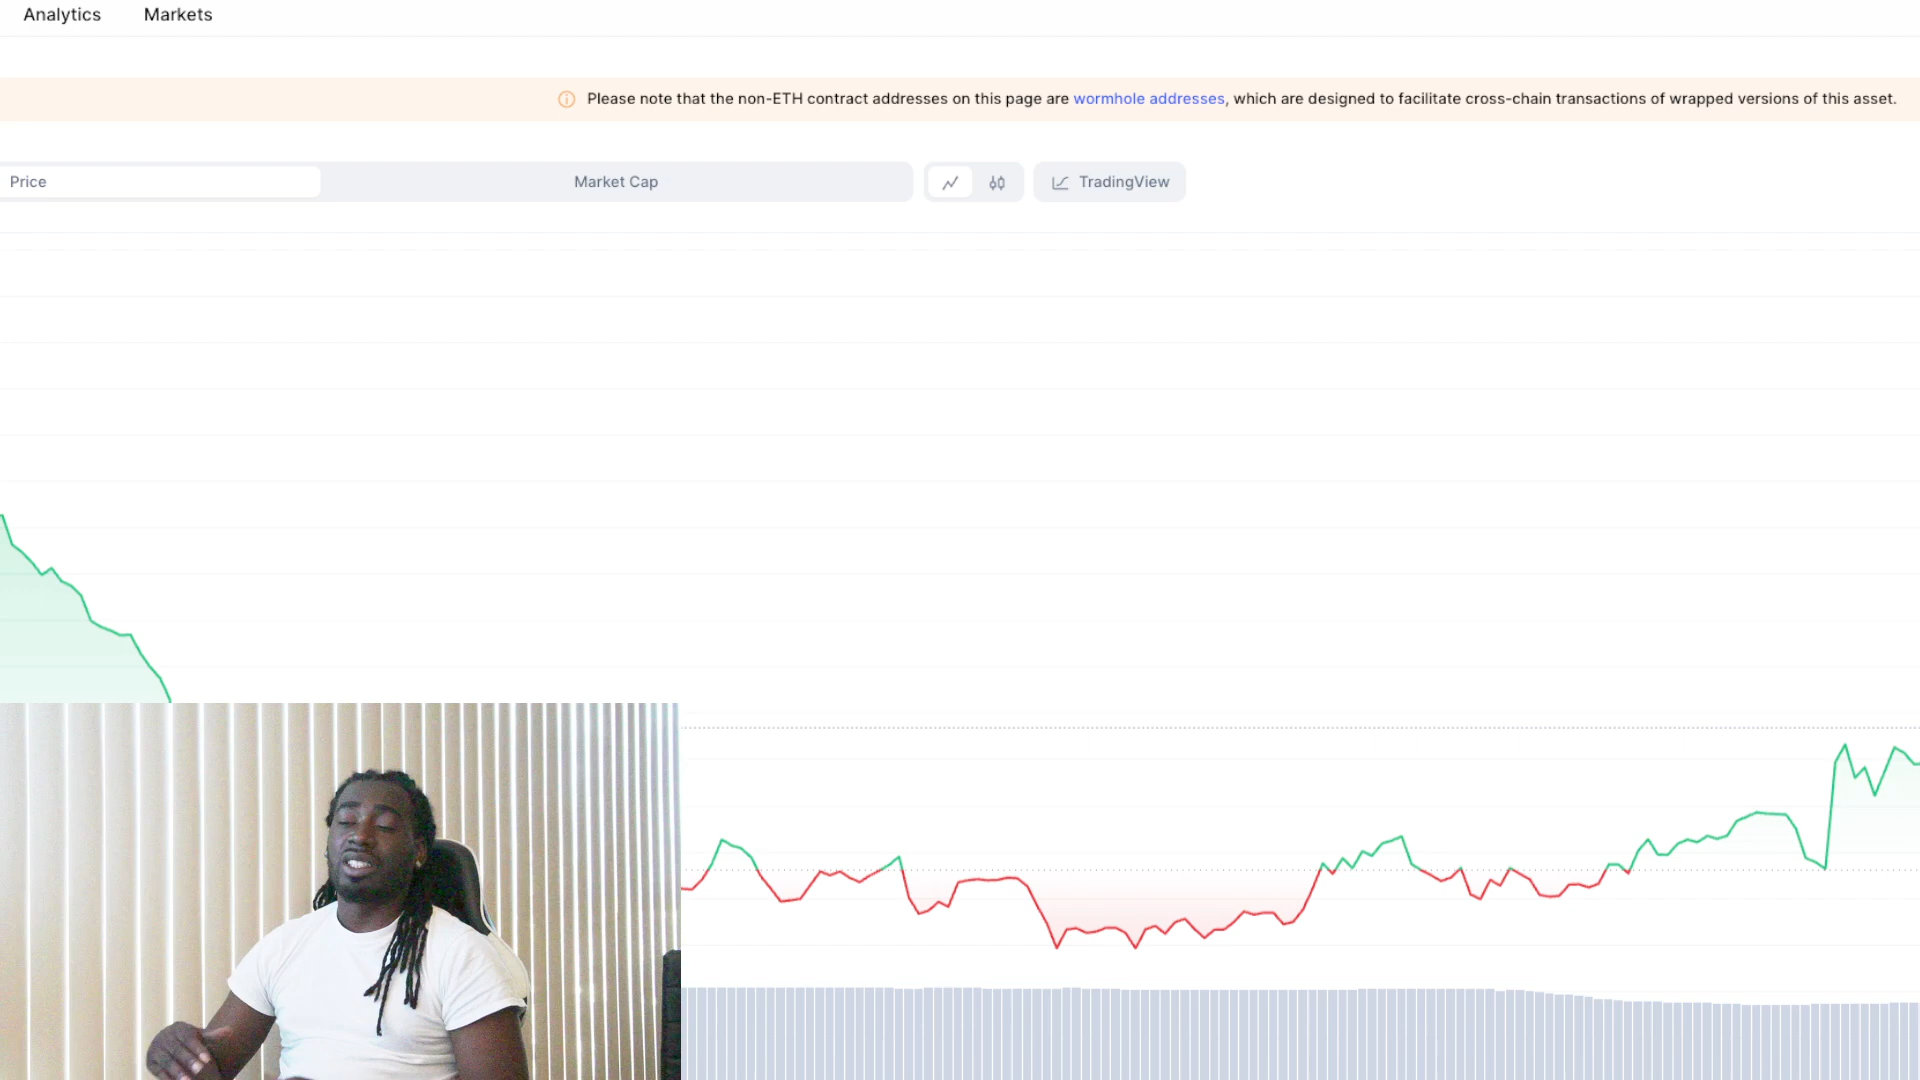 Analytics Markets
Please note that the non-ETH contract addresses on this page are wormhole addresses, which are designed to facilitate cross-chain transactions of wrapped versions of this asset.
Price Market Cap TradingView